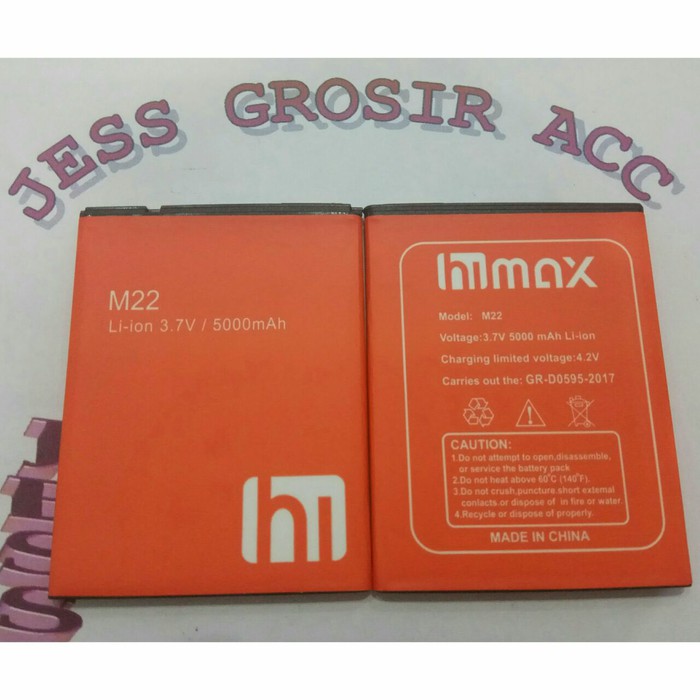 JESS GROSIR ACC
M22
Li-ion 3.7V / 5000mAh
hm
hmmax
Model: M22
Voltage:3.7V 5000 mAh Li-ion
Charging limited voltage:4.2V
Carries out the: GR-D0595-2017
CAUTION:
1.Do not attempt to open,disassemble,
or service the battery pack
2.Do not heat above 60°C (140°F).
3.Do not crush,puncture,short external
contacts.or dispose of in fire or water.
4.Recycle or dispose of properly.
MADE IN CHINA